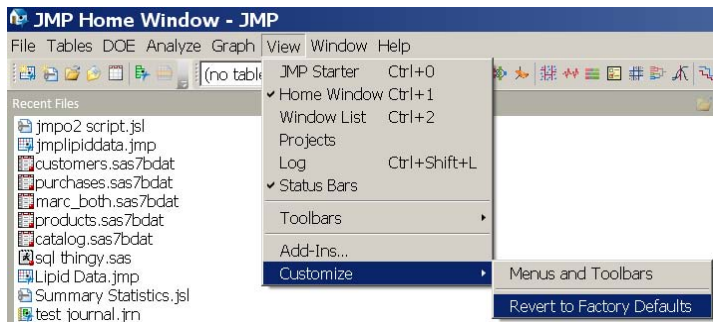 JMP Home Window - JMP
File Tables DOE Analyze Graph View Window Help
(no table
Recent Files
jmpo2 script.jsl
jmplipiddata.jmp
customers.sas7bdat
purchases.sas7bdat
marc_both.sas7bdat
products.sas7bdat
catalog.sas7bdat
sql thingy.sas
Lipid Data.jmp
Summary Statistics.jsl
test journal.jrn
JMP Starter Ctrl+0
Home Window Ctrl+1
Window List Ctrl+2
Projects
Log Ctrl+Shift+L
Status Bars
Toolbars
Add-Ins...
Customize
Menus and Toolbars
Revert to Factory Defaults